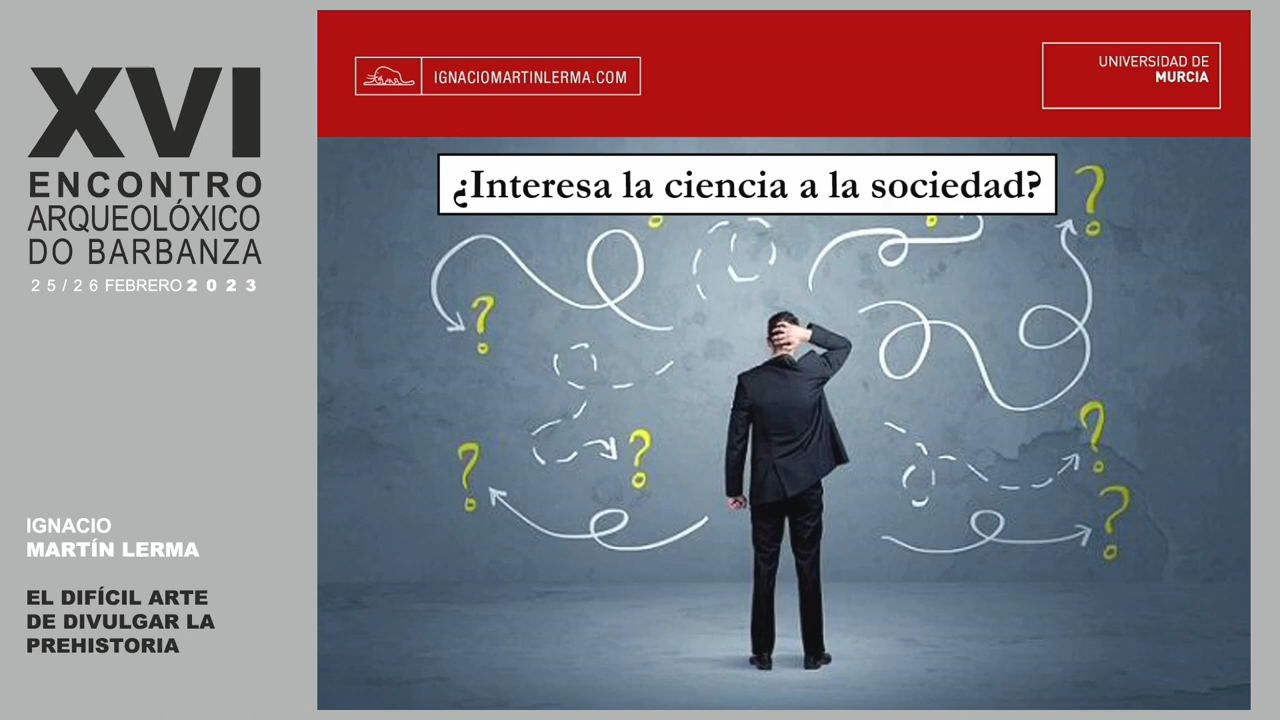 XVI
ENCONTRO
ARQUEOLÓXICO
DO BARBANZA
25/26 FEBRERO 2023
IGNACIO
MARTÍN LERMA
EL DIFÍCIL ARTE
DE DIVULGAR LA
PREHISTORIA
IGNACIOMARTINLERMA.COM
UNIVERSIDAD DE
MURCIA
¿Interesa la ciencia a la sociedad?
?
?
?
?
?
?
?